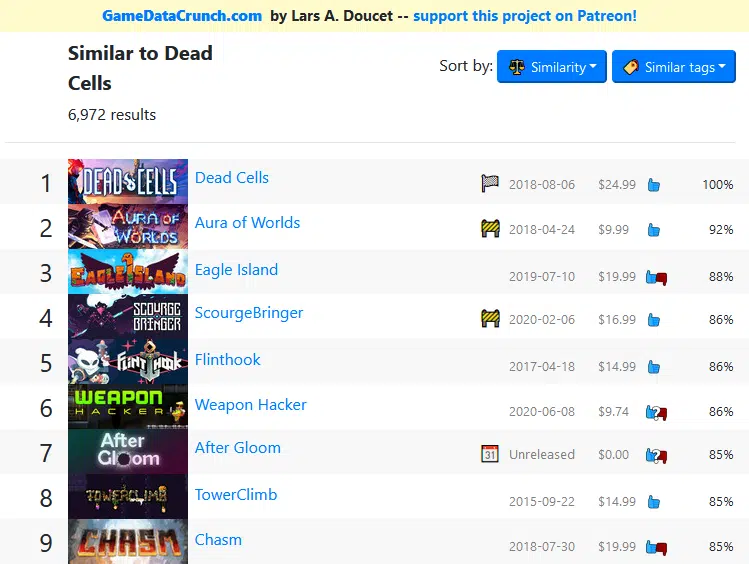 GameDataCrunch.com by Lars A. Doucet -- support this project on Patreon!
Similar to Dead
Cells
6,972 results
Sort by: Similarity Similar tags
1 DEAD CELLS Dead Cells 2018-08-06 $24.99 100%
2 AURA OF WORLDS Aura of Worlds 2018-04-24 $9.99 92%
3 EAGLE ISLAND Eagle Island 2019-07-10 $19.99 88%
4 SCOURGE BRINGER ScourgeBringer 2020-02-06 $16.99 86%
5 FLINTHOOK Flinthook 2017-04-18 $14.99 86%
6 WEAPON HACKER! Weapon Hacker 2020-06-08 $9.74 86%
7 After Gloom After Gloom 31 Unreleased $0.00 85%
8 TOWERCLIMB TowerClimb 2015-09-22 $14.99 85%
9 CHASM Chasm 2018-07-30 $19.99 85%